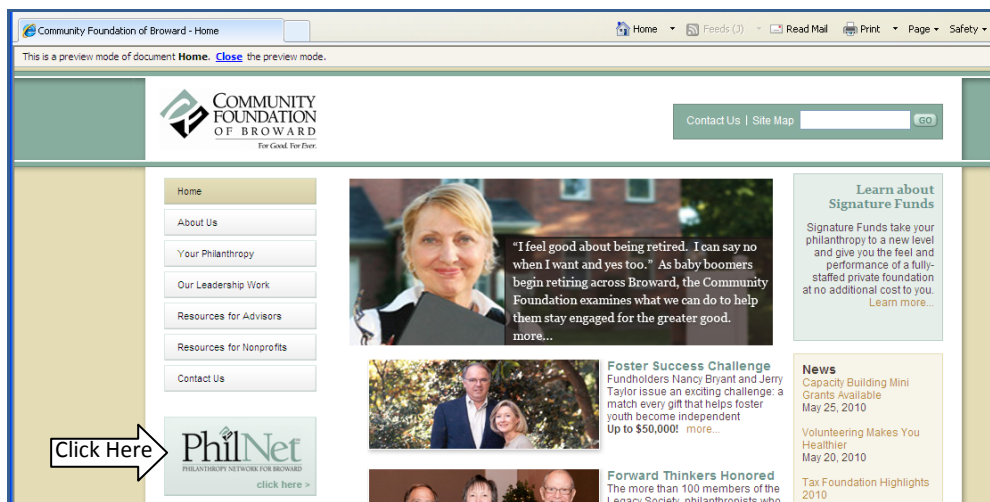 Community Foundation of Broward - Home
Home
Feeds (J)
Read Mail
Print
Page
Safety
This is a preview mode of document Home. Close the preview mode.
COMMUNITY
FOUNDATION
OF BROWARD
For Good. For Ever.
Contact Us | Site Map
GO
Home
About Us
Your Philanthropy
Our Leadership Work
Resources for Advisors
Resources for Nonprofits
Contact Us
Click Here
PhilNet
PHILANTHROPY NETWORK FOR BROWARD
click here >
“I feel good about being retired. I can say no
when I want and yes too.” As baby boomers
begin retiring across Broward, the Community
Foundation examines what we can do to help
them stay engaged for the greater good.
more...
Foster Success Challenge
Fundholders Nancy Bryant and Jerry
Taylor issue an exciting challenge: a
match every gift that helps foster
youth become independent
Up to $50,000! more...
Forward Thinkers Honored
The more than 100 members of the
Legacy Society, philanthropists who
Learn about
Signature Funds
Signature Funds take your
philanthropy to a new level
and give you the feel and
performance of a fully-
staffed private foundation
at no additional cost to you.
Learn more...
News
Capacity Building Mini
Grants Available
May 25, 2010
Volunteering Makes You
Healthier
May 20, 2010
Tax Foundation Highlights
2010